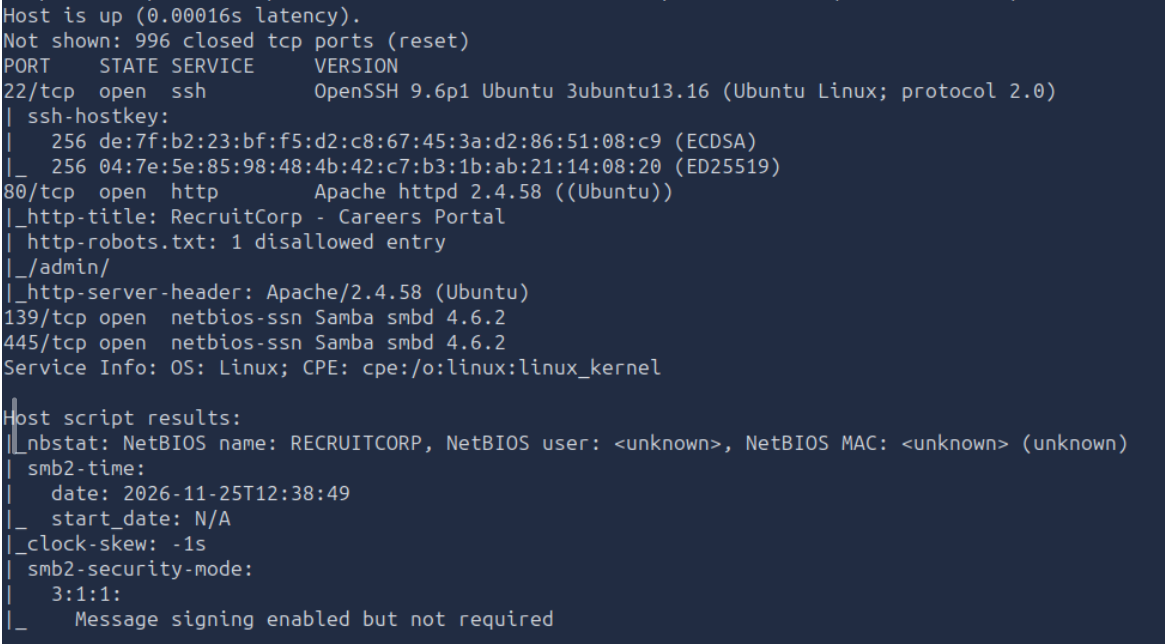 Host is up (0.00016s latency).
Not shown: 996 closed tcp ports (reset)
PORT    STATE SERVICE     VERSION
22/tcp  open  ssh         OpenSSH 9.6p1 Ubuntu 3ubuntu13.16 (Ubuntu Linux; protocol 2.0)
| ssh-hostkey:
|   256 de:7f:b2:23:bf:f5:d2:c8:67:45:3a:d2:86:51:08:c9 (ECDSA)
|_  256 04:7e:5e:85:98:48:4b:42:c7:b3:1b:ab:21:14:08:20 (ED25519)
80/tcp  open  http        Apache httpd 2.4.58 ((Ubuntu))
|_http-title: RecruitCorp - Careers Portal
| http-robots.txt: 1 disallowed entry
|_/admin/
|_http-server-header: Apache/2.4.58 (Ubuntu)
139/tcp open  netbios-ssn Samba smbd 4.6.2
445/tcp open  netbios-ssn Samba smbd 4.6.2
Service Info: OS: Linux; CPE: cpe:/o:linux:linux_kernel

Host script results:
|_nbstat: NetBIOS name: RECRUITCORP, NetBIOS user: <unknown>, NetBIOS MAC: <unknown> (unknown)
| smb2-time:
|   date: 2026-11-25T12:38:49
|_  start_date: N/A
|_clock-skew: -1s
| smb2-security-mode:
|   3:1:1:
|_    Message signing enabled but not required